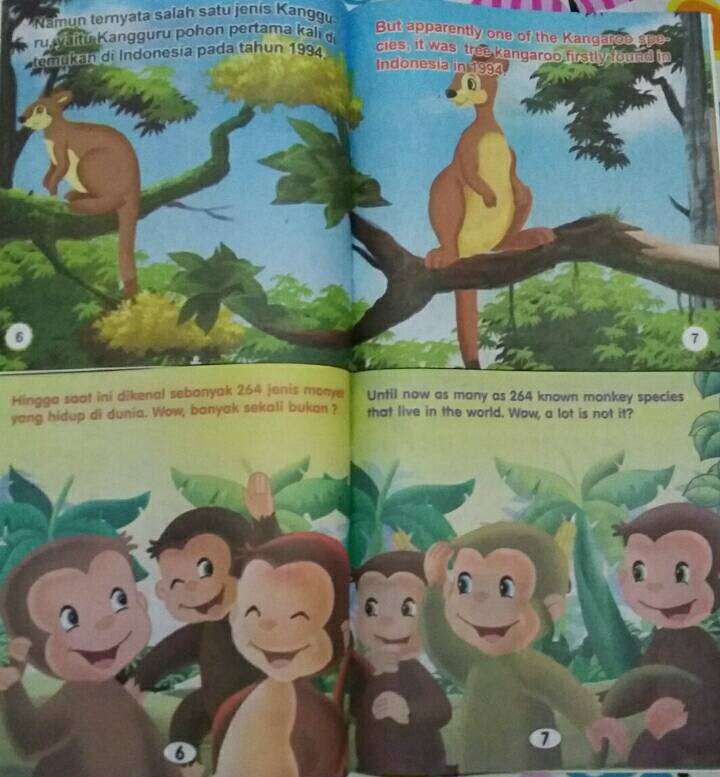 Namun ternyata salah satu jenis Kanggu-
ru yaitu Kangguru pohon pertama kali di
temukan di Indonesia pada tahun 1994.
6
But apparently one of the Kangaroo spe-
cies, it was tree kangaroo firstly found in
Indonesia in 1994.
7
Hingga saat ini dikenal sebanyak 264 jenis monyet
yang hidup di dunia. Wow, banyak sekali bukan ?
6
Until now as many as 264 known monkey species
that live in the world. Wow, a lot is not it?
7